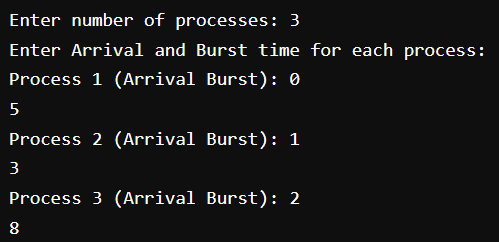 Enter number of processes: 3
Enter Arrival and Burst time for each process:
Process 1 (Arrival Burst): 0
5
Process 2 (Arrival Burst): 1
3
Process 3 (Arrival Burst): 2
8